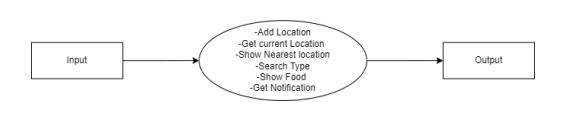 Input
-Add Location
-Get current Location
-Show Nearest location
-Search Type
-Show Food
-Get Notification
Output